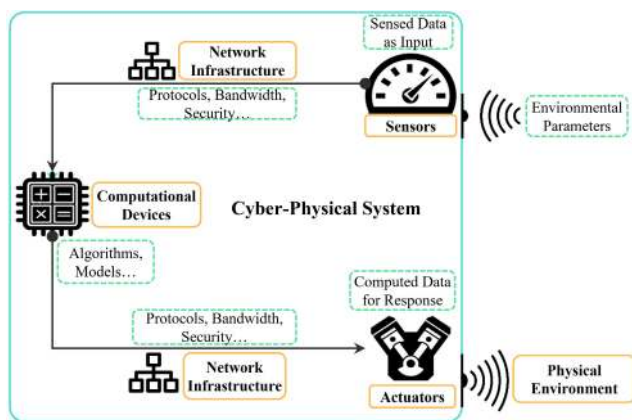 Sensed Data
as Input
Network
Infrastructure
Protocols, Bandwidth,
Security…
Sensors
Environmental
Parameters
Computational
Devices
Cyber-Physical System
Algorithms,
Models…
Computed Data
for Response
Protocols, Bandwidth,
Security…
Network
Infrastructure
Actuators
Physical
Environment